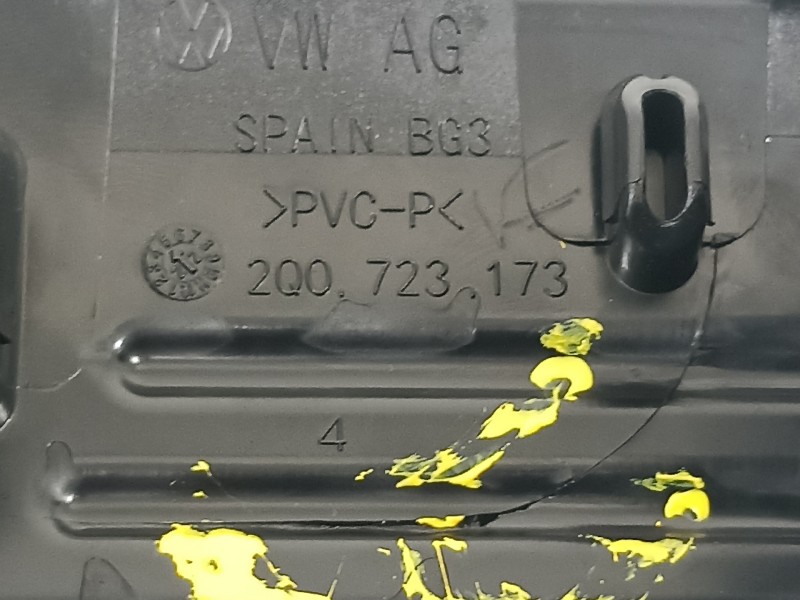 VW AG
SPAIN BG3
>PVC-P<
2Q0.723.173
4